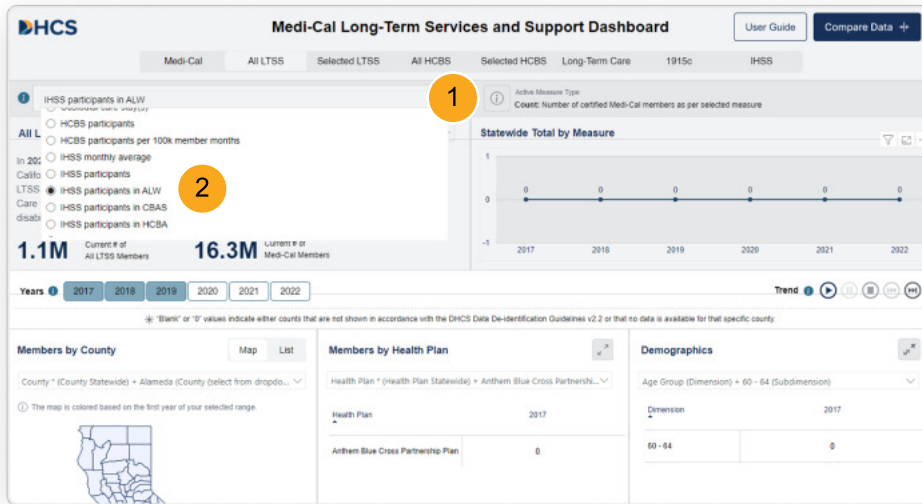 DHCS
Medi-Cal Long-Term Services and Support Dashboard
User Guide
Compare Data
Medi-Cal
All LTSS
Selected LTSS
All HCBS
Selected HCBS
Long-Term Care
1915c
IHSS
IHSS participants in ALW
1
Active Measure Type
Count: Number of certified Medi-Cal members as per selected measure
HCBS participants
HCBS participants per 100k member months
IHSS monthly average
IHSS participants
IHSS participants in ALW
IHSS participants in CBAS
IHSS participants in HCBA
2
All L
In 202
Califo
LTSS
Care
disabi
1.1M
Current # of
All LTSS Members
16.3M
Current # of
Medi-Cal Members
Statewide Total by Measure
1
0
-1
0 0 0 0 0 0
2017 2018 2019 2020 2021 2022
Years
2017 2018 2019 2020 2021 2022
Trend
"Blank" or "0" values indicate either counts that are not shown in accordance with the DHCS Data De-identification Guidelines v2.2 or that no data is available for that specific county.
Members by County
Map
List
County * (County Statewide) + Alameda (County (select from dropdo...
The map is colored based on the first year of your selected range.
Members by Health Plan
Health Plan * (Health Plan Statewide) + Anthem Blue Cross Partnershi...
Health Plan 2017
Anthem Blue Cross Partnership Plan 0
Demographics
Age Group (Dimension) + 60 - 64 (Subdimension)
Dimension 2017
60 - 64 0